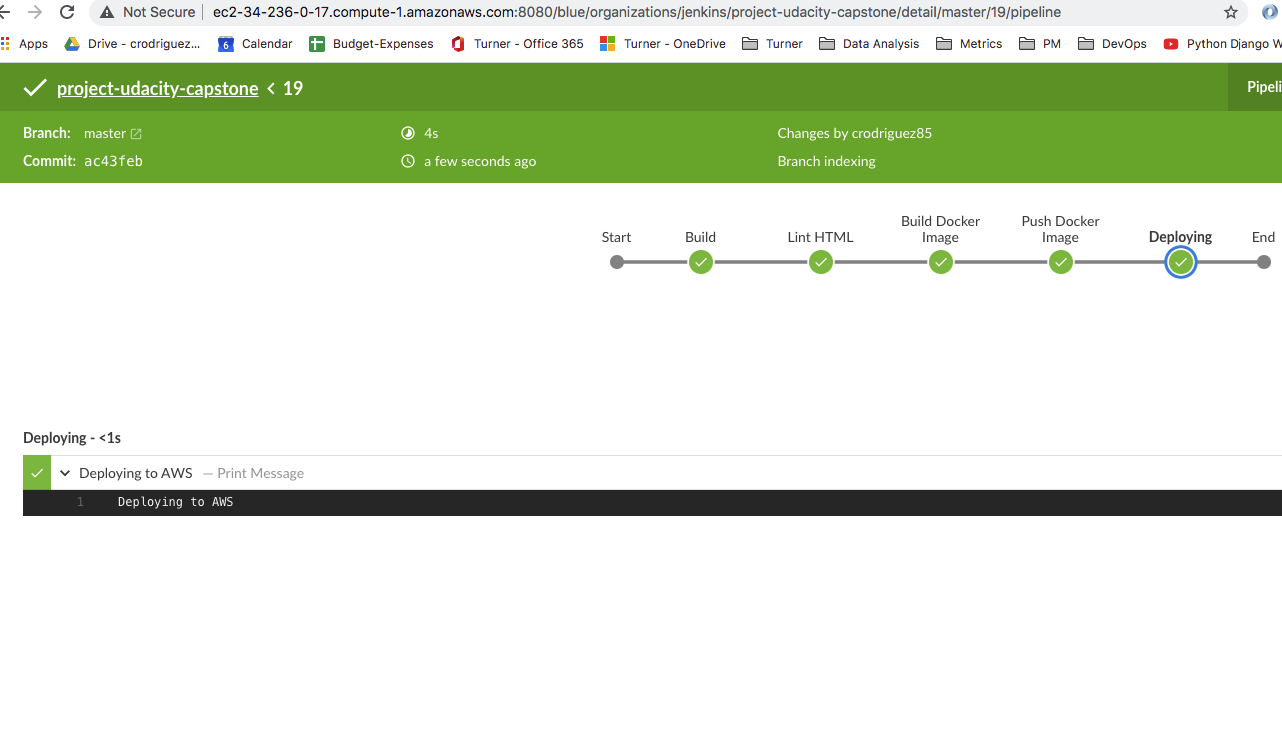 Not Secure ec2-34-236-0-17.compute-1.amazonaws.com:8080/blue/organizations/jenkins/project-udacity-capstone/detail/master/19/pipeline
Apps Drive - crodriguez... 6 Calendar Budget-Expenses Turner - Office 365 Turner - OneDrive Turner Data Analysis Metrics PM DevOps Python Django W
project-udacity-capstone < 19 Pipeli
Branch: master 4s Changes by crodriguez85
Commit: ac43feb a few seconds ago Branch indexing
Start Build Lint HTML Build Docker Image Push Docker Image Deploying End
Deploying - <1s
Deploying to AWS — Print Message
1 Deploying to AWS